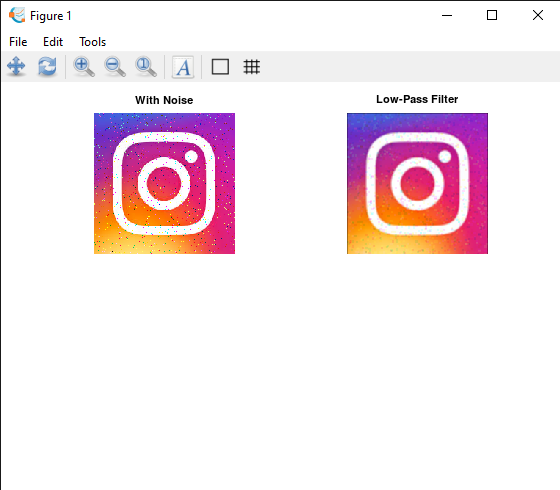 Figure 1
File Edit Tools
A
With Noise
Low-Pass Filter